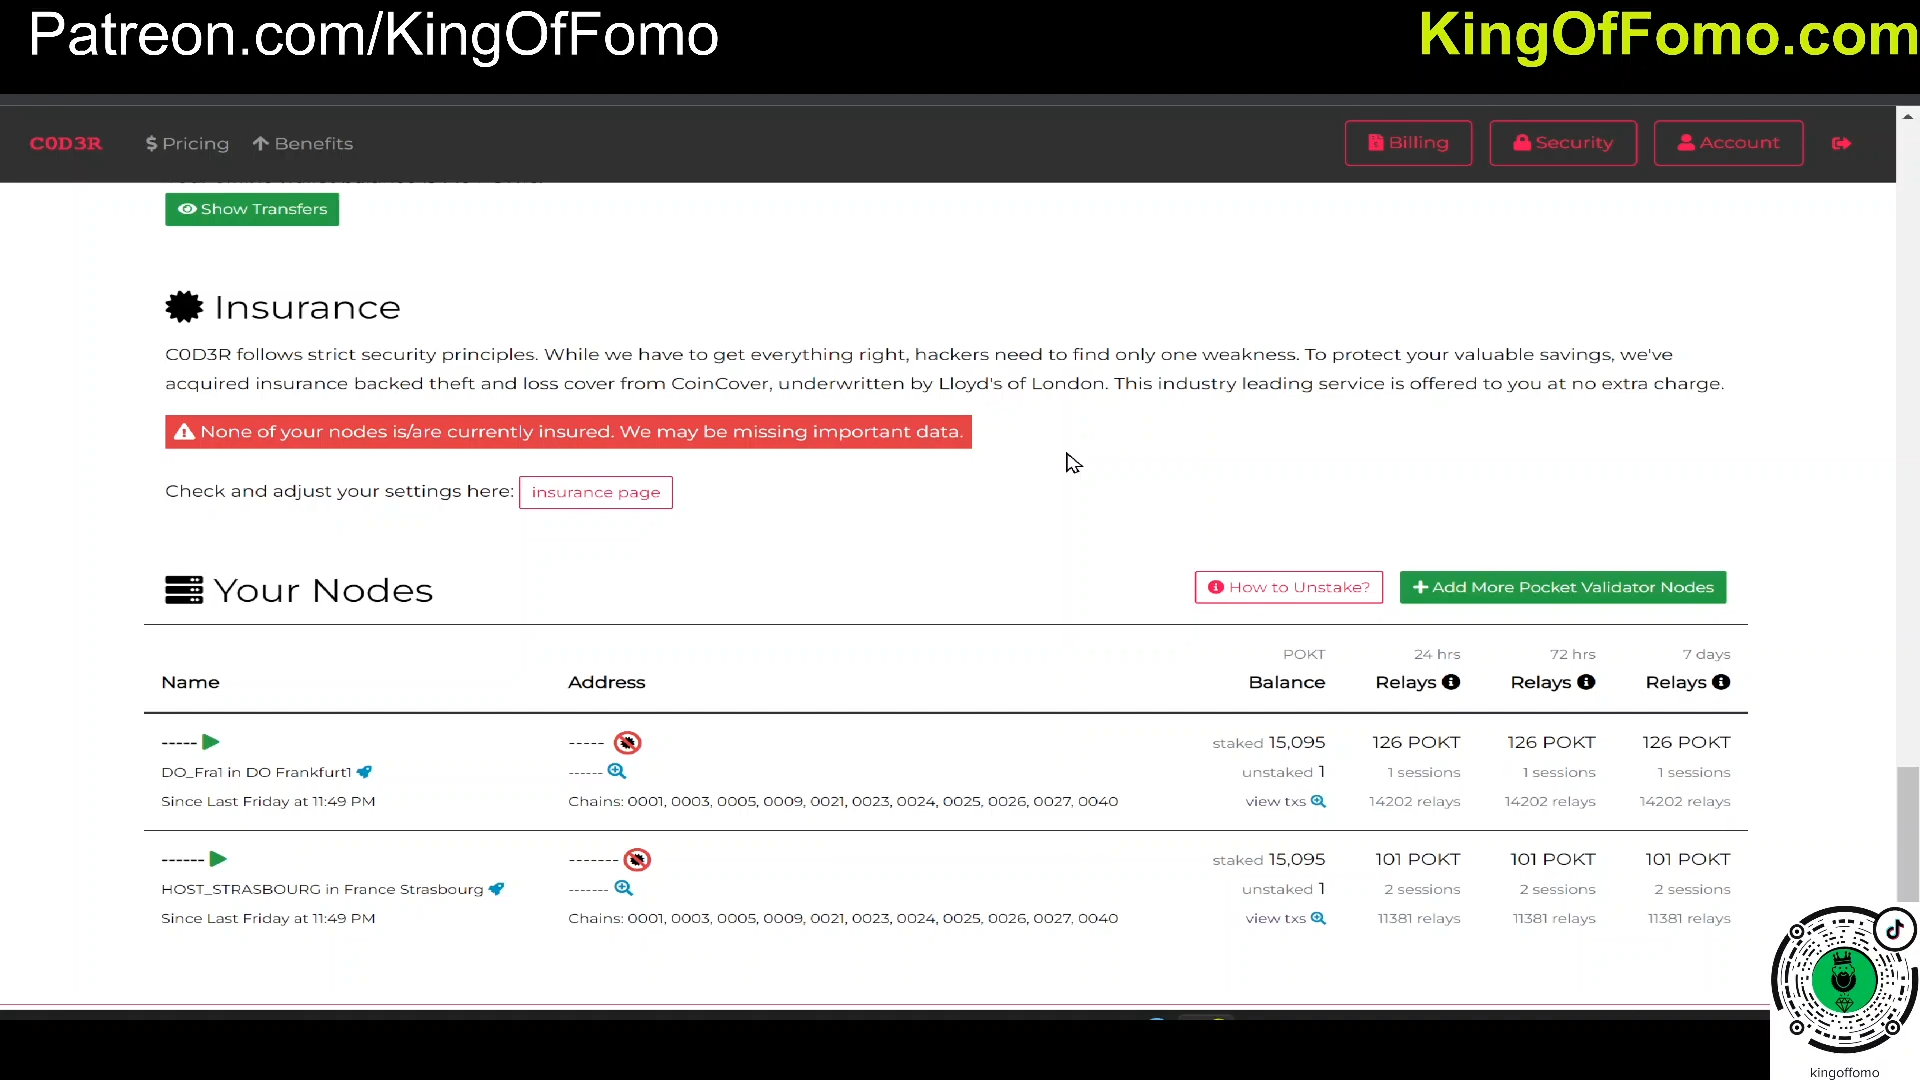 Patreon.com/KingOfFomo
KingOfFomo.com
C0D3R
Pricing
Benefits
Billing
Security
Account
Show Transfers
Insurance
C0D3R follows strict security principles. While we have to get everything right, hackers need to find only one weakness. To protect your valuable savings, we've
acquired insurance backed theft and loss cover from CoinCover, underwritten by Lloyd's of London. This industry leading service is offered to you at no extra charge.
None of your nodes is/are currently insured. We may be missing important data.
Check and adjust your settings here: insurance page
Your Nodes
How to Unstake?
Add More Pocket Validator Nodes
POKT 24 hrs 72 hrs 7 days
Name Address Balance Relays Relays Relays
----- ----- staked 15,095 126 POKT 126 POKT 126 POKT
DO_Fra1 in DO Frankfurt1 ------ unstaked 1 1 sessions 1 sessions 1 sessions
Since Last Friday at 11:49 PM Chains: 0001, 0003, 0005, 0009, 0021, 0023, 0024, 0025, 0026, 0027, 0040 view txs 14202 relays 14202 relays 14202 relays
------ ------- staked 15,095 101 POKT 101 POKT 101 POKT
HOST_STRASBOURG in France Strasbourg ------- unstaked 1 2 sessions 2 sessions 2 sessions
Since Last Friday at 11:49 PM Chains: 0001, 0003, 0005, 0009, 0021, 0023, 0024, 0025, 0026, 0027, 0040 view txs 11381 relays 11381 relays 11381 relays
kingoffomo